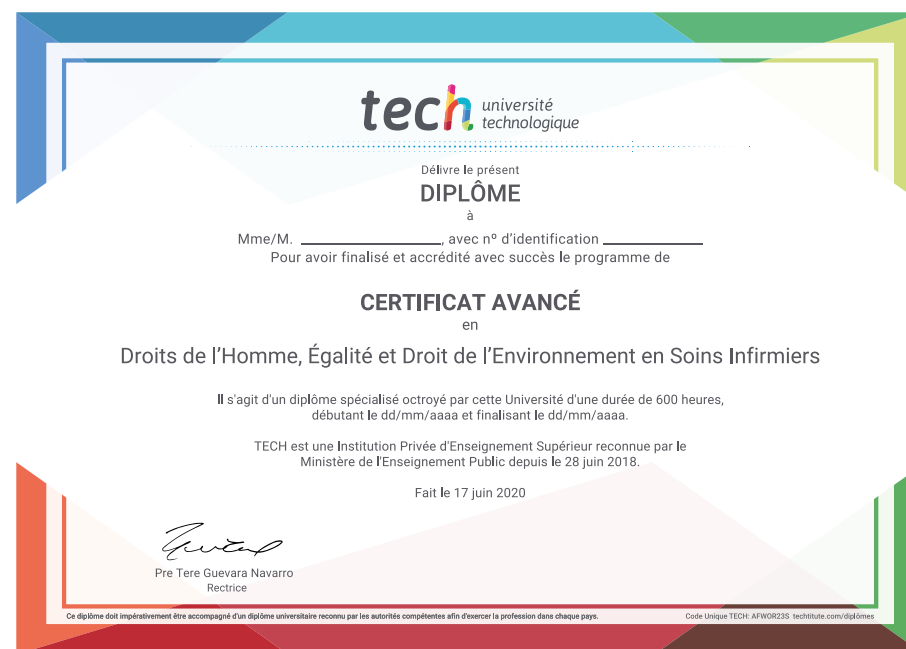 tech université
technologique
Délivre le présent
DIPLÔME
à
Mme/M. ____________________, avec nº d'identification ______________
Pour avoir finalisé et accrédité avec succès le programme de
CERTIFICAT AVANCÉ
en
Droits de l'Homme, Égalité et Droit de l'Environnement en Soins Infirmiers
Il s'agit d'un diplôme spécialisé octroyé par cette Université d'une durée de 600 heures,
débutant le dd/mm/aaaa et finalisant le dd/mm/aaaa.
TECH est une Institution Privée d'Enseignement Supérieur reconnue par le
Ministère de l'Enseignement Public depuis le 28 juin 2018.
Fait le 17 juin 2020
Pre Tere Guevara Navarro
Rectrice
Ce diplôme doit impérativement être accompagné d'un diplôme universitaire reconnu par les autorités compétentes afin d'exercer la profession dans chaque pays.
Code Unique TECH: AFWOR23S techtitute.com/diplômes